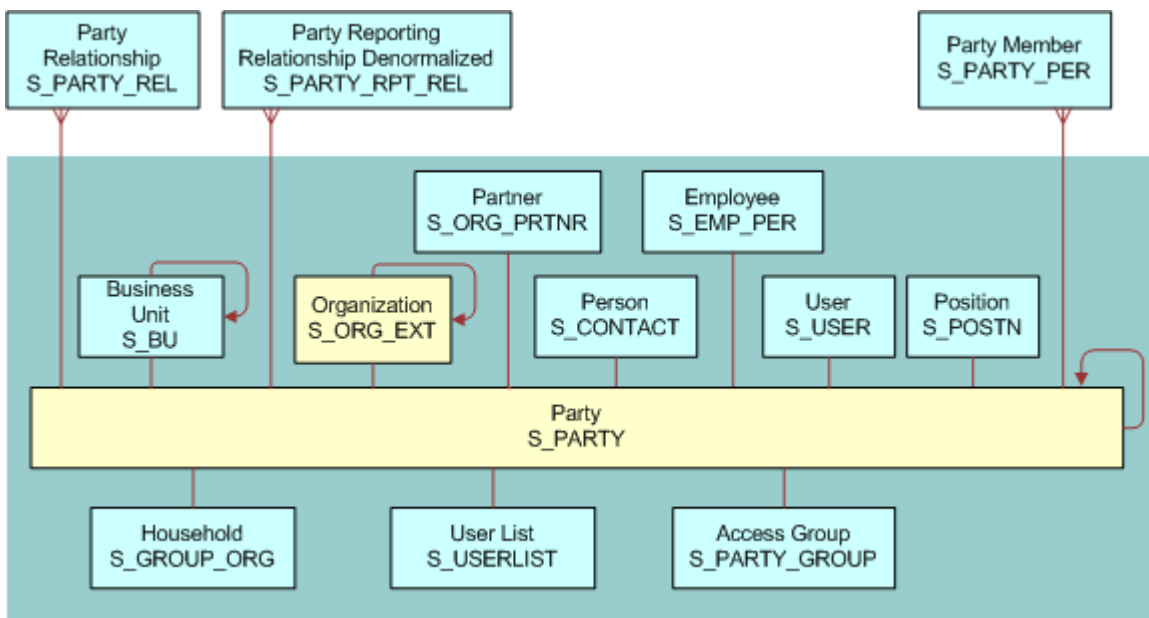 Party
Relationship
S_PARTY_REL
Party Reporting
Relationship Denormalized
S_PARTY_RPT_REL
Party Member
S_PARTY_PER
Partner
S_ORG_PRTNR
Employee
S_EMP_PER
Business
Unit
S_BU
Organization
S_ORG_EXT
Person
S_CONTACT
User
S_USER
Position
S_POSTN
Party
S_PARTY
Household
S_GROUP_ORG
User List
S_USERLIST
Access Group
S_PARTY_GROUP